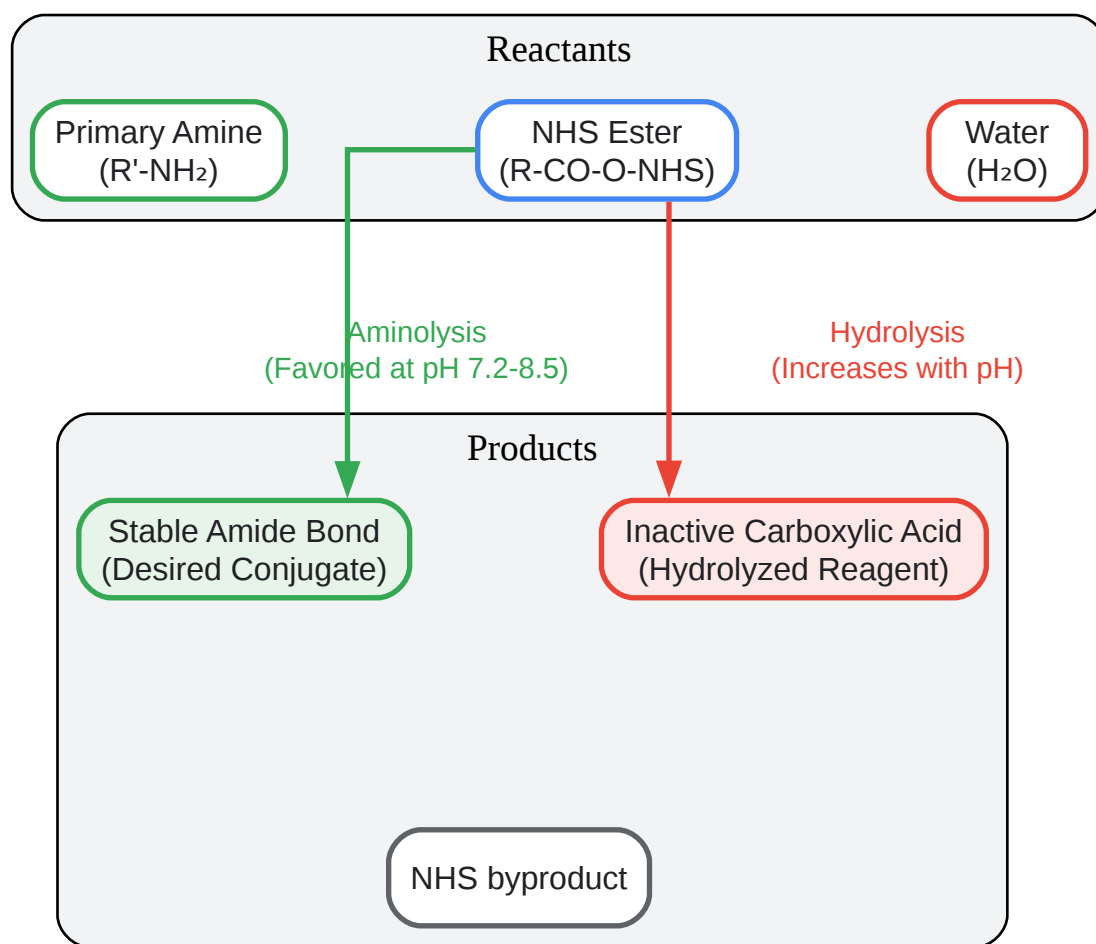 Reactants
Primary Amine
(R'-NH₂)
NHS Ester
(R-CO-O-NHS)
Water
(H₂O)
Aminolysis
(Favored at pH 7.2-8.5)
Hydrolysis
(Increases with pH)
Products
Stable Amide Bond
(Desired Conjugate)
Inactive Carboxylic Acid
(Hydrolyzed Reagent)
NHS byproduct